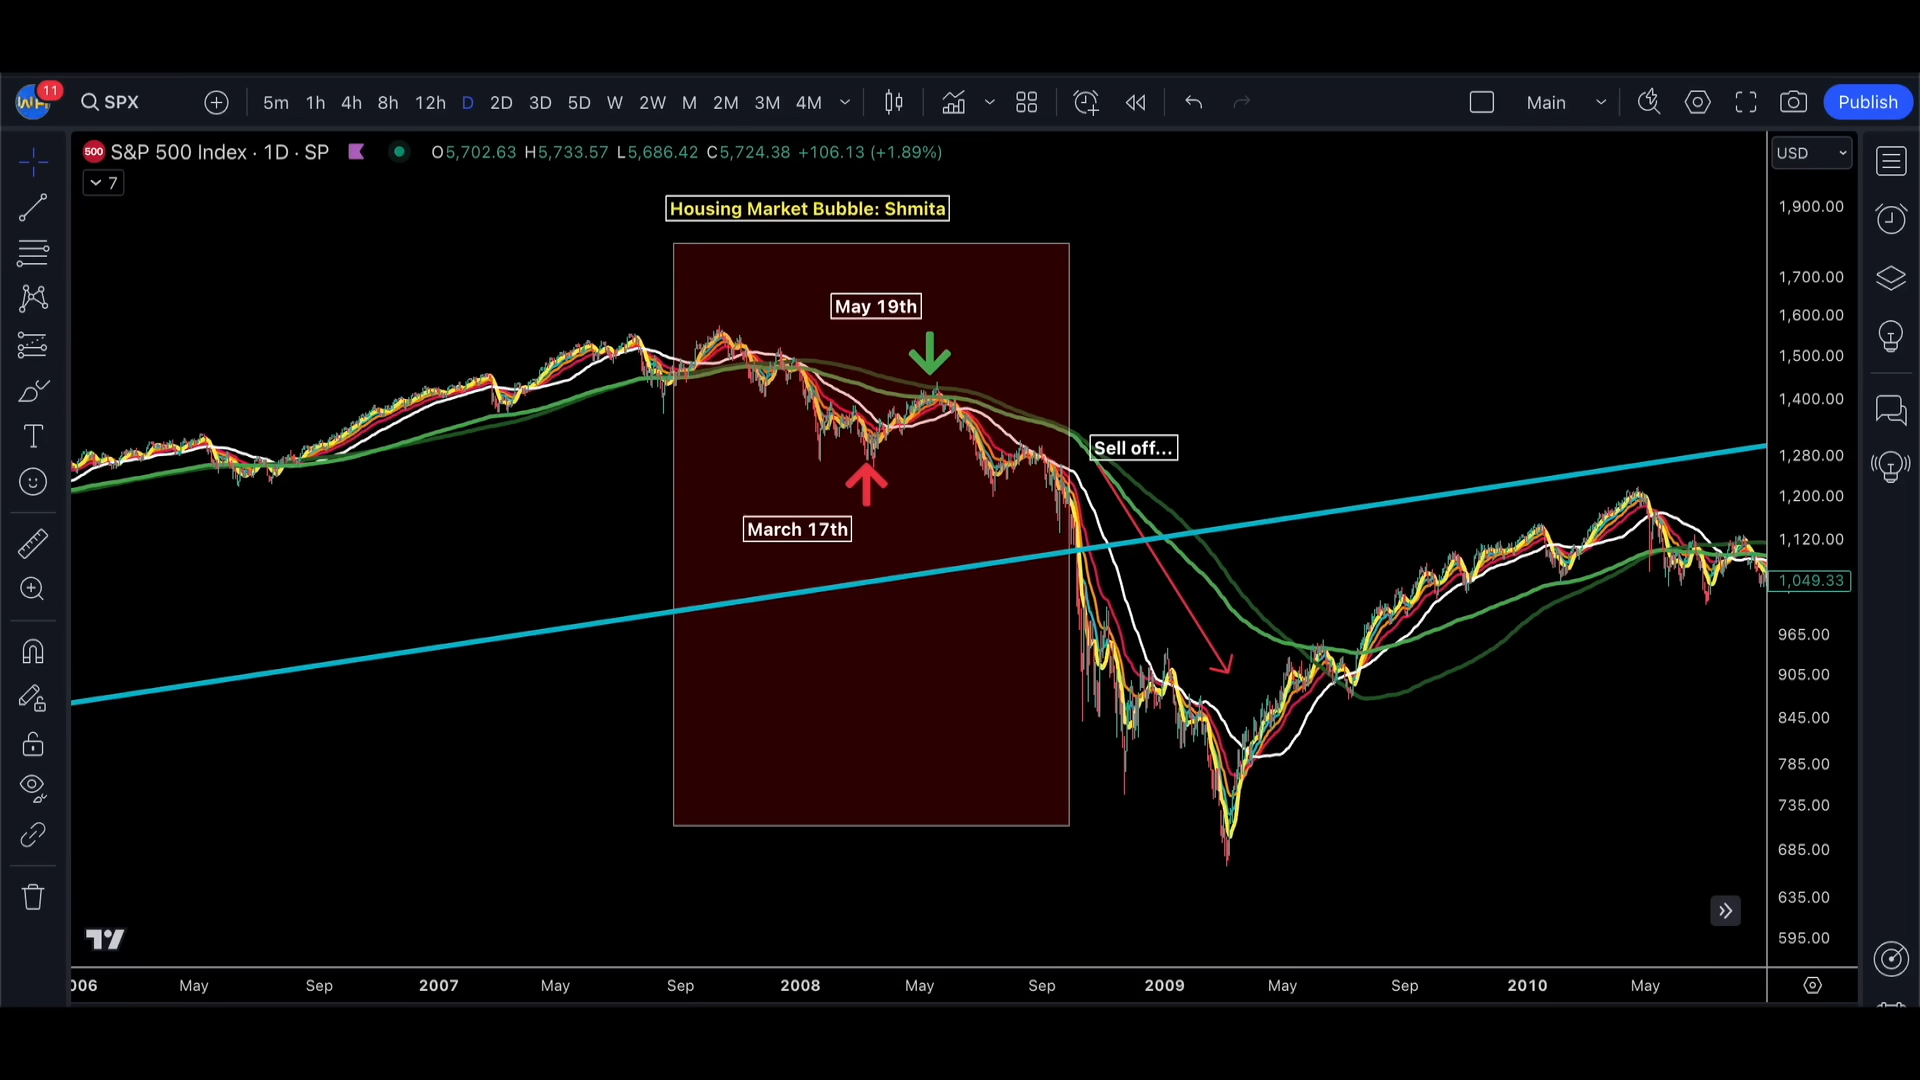 11
SPX
5m 1h 4h 8h 12h D 2D 3D 5D W 2W M 2M 3M 4M
Main
Publish
500 S&P 500 Index · 1D · SP O5,702.63 H5,733.57 L5,686.42 C5,724.38 +106.13 (+1.89%)
USD
7
Housing Market Bubble: Shmita
May 19th
Sell off...
March 17th
1,900.00
1,700.00
1,600.00
1,500.00
1,400.00
1,280.00
1,200.00
1,120.00
1,049.33
965.00
905.00
845.00
785.00
735.00
685.00
635.00
595.00
006 May Sep 2007 May Sep 2008 May Sep 2009 May Sep 2010 May